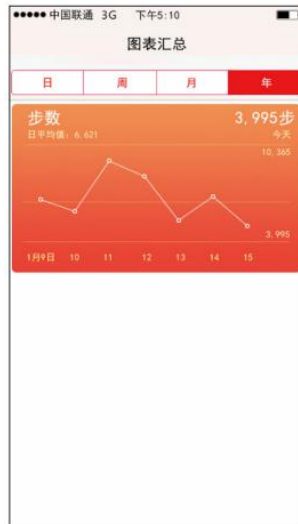 ●●●●● 中国联通 3G 下午5:10
图表汇总
日 周 月 年
步数 3,995步
日平均值: 6,621 今天
10,365
3.995
1月9日 10 11 12 13 14 15